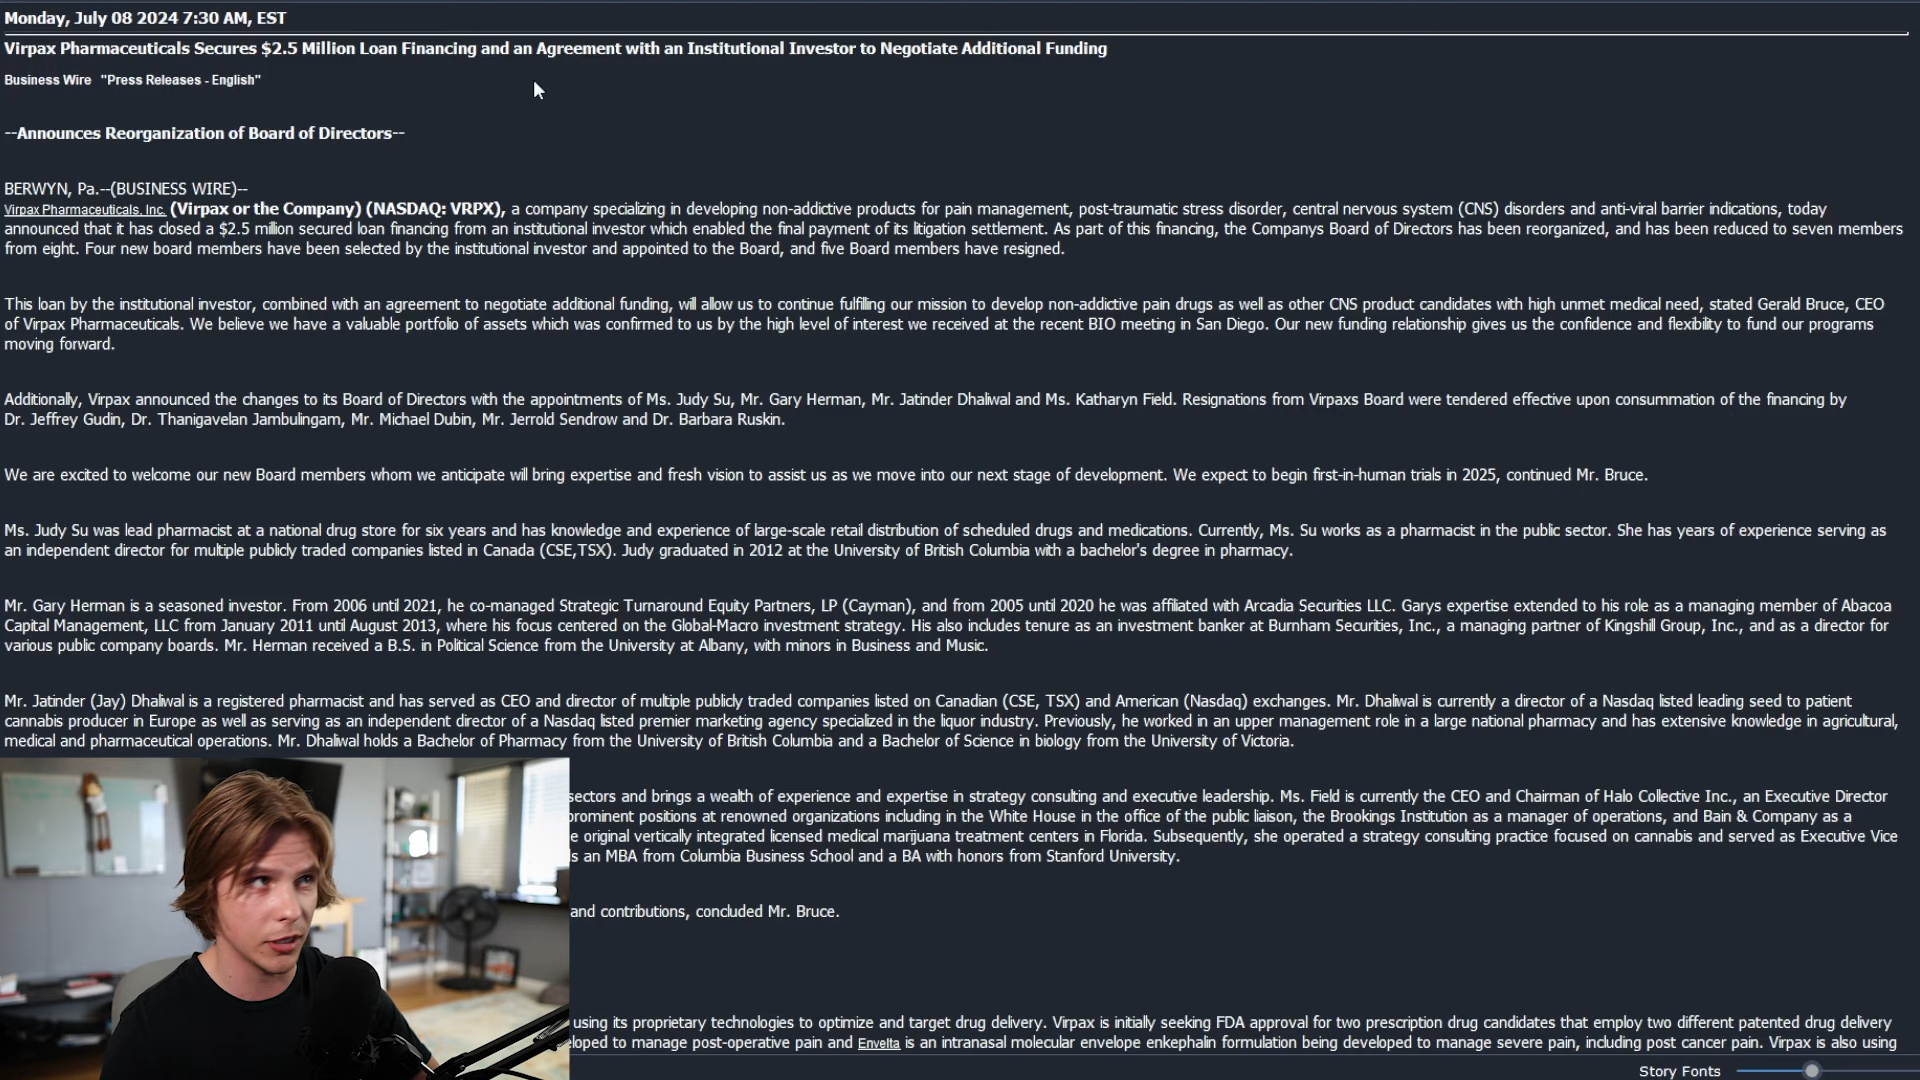 Monday, July 08 2024 7:30 AM, EST
Virpax Pharmaceuticals Secures $2.5 Million Loan Financing and an Agreement with an Institutional Investor to Negotiate Additional Funding
Business Wire "Press Releases - English"
--Announces Reorganization of Board of Directors--
BERWYN, Pa.--(BUSINESS WIRE)--
Virpax Pharmaceuticals, Inc. (Virpax or the Company) (NASDAQ: VRPX), a company specializing in developing non-addictive products for pain management, post-traumatic stress disorder, central nervous system (CNS) disorders and anti-viral barrier indications, today
announced that it has closed a $2.5 million secured loan financing from an institutional investor which enabled the final payment of its litigation settlement. As part of this financing, the Companys Board of Directors has been reorganized, and has been reduced to seven members
from eight. Four new board members have been selected by the institutional investor and appointed to the Board, and five Board members have resigned.
This loan by the institutional investor, combined with an agreement to negotiate additional funding, will allow us to continue fulfilling our mission to develop non-addictive pain drugs as well as other CNS product candidates with high unmet medical need, stated Gerald Bruce, CEO
of Virpax Pharmaceuticals. We believe we have a valuable portfolio of assets which was confirmed to us by the high level of interest we received at the recent BIO meeting in San Diego. Our new funding relationship gives us the confidence and flexibility to fund our programs
moving forward.
Additionally, Virpax announced the changes to its Board of Directors with the appointments of Ms. Judy Su, Mr. Gary Herman, Mr. Jatinder Dhaliwal and Ms. Katharyn Field. Resignations from Virpaxs Board were tendered effective upon consummation of the financing by
Dr. Jeffrey Gudin, Dr. Thanigavelan Jambulingam, Mr. Michael Dubin, Mr. Jerrold Sendrow and Dr. Barbara Ruskin.
We are excited to welcome our new Board members whom we anticipate will bring expertise and fresh vision to assist us as we move into our next stage of development. We expect to begin first-in-human trials in 2025, continued Mr. Bruce.
Ms. Judy Su was lead pharmacist at a national drug store for six years and has knowledge and experience of large-scale retail distribution of scheduled drugs and medications. Currently, Ms. Su works as a pharmacist in the public sector. She has years of experience serving as
an independent director for multiple publicly traded companies listed in Canada (CSE,TSX). Judy graduated in 2012 at the University of British Columbia with a bachelor's degree in pharmacy.
Mr. Gary Herman is a seasoned investor. From 2006 until 2021, he co-managed Strategic Turnaround Equity Partners, LP (Cayman), and from 2005 until 2020 he was affiliated with Arcadia Securities LLC. Garys expertise extended to his role as a managing member of Abacoa
Capital Management, LLC from January 2011 until August 2013, where his focus centered on the Global-Macro investment strategy. His also includes tenure as an investment banker at Burnham Securities, Inc., a managing partner of Kingshill Group, Inc., and as a director for
various public company boards. Mr. Herman received a B.S. in Political Science from the University at Albany, with minors in Business and Music.
Mr. Jatinder (Jay) Dhaliwal is a registered pharmacist and has served as CEO and director of multiple publicly traded companies listed on Canadian (CSE, TSX) and American (Nasdaq) exchanges. Mr. Dhaliwal is currently a director of a Nasdaq listed leading seed to patient
cannabis producer in Europe as well as serving as an independent director of a Nasdaq listed premier marketing agency specialized in the liquor industry. Previously, he worked in an upper management role in a large national pharmacy and has extensive knowledge in agricultural,
medical and pharmaceutical operations. Mr. Dhaliwal holds a Bachelor of Pharmacy from the University of British Columbia and a Bachelor of Science in biology from the University of Victoria.
sectors and brings a wealth of experience and expertise in strategy consulting and executive leadership. Ms. Field is currently the CEO and Chairman of Halo Collective Inc., an Executive Director
prominent positions at renowned organizations including in the White House in the office of the public liaison, the Brookings Institution as a manager of operations, and Bain & Company as a
e original vertically integrated licensed medical marijuana treatment centers in Florida. Subsequently, she operated a strategy consulting practice focused on cannabis and served as Executive Vice
s an MBA from Columbia Business School and a BA with honors from Stanford University.
and contributions, concluded Mr. Bruce.
using its proprietary technologies to optimize and target drug delivery. Virpax is initially seeking FDA approval for two prescription drug candidates that employ two different patented drug delivery
loped to manage post-operative pain and Envelta is an intranasal molecular envelope enkephalin formulation being developed to manage severe pain, including post cancer pain. Virpax is also using
Story Fonts